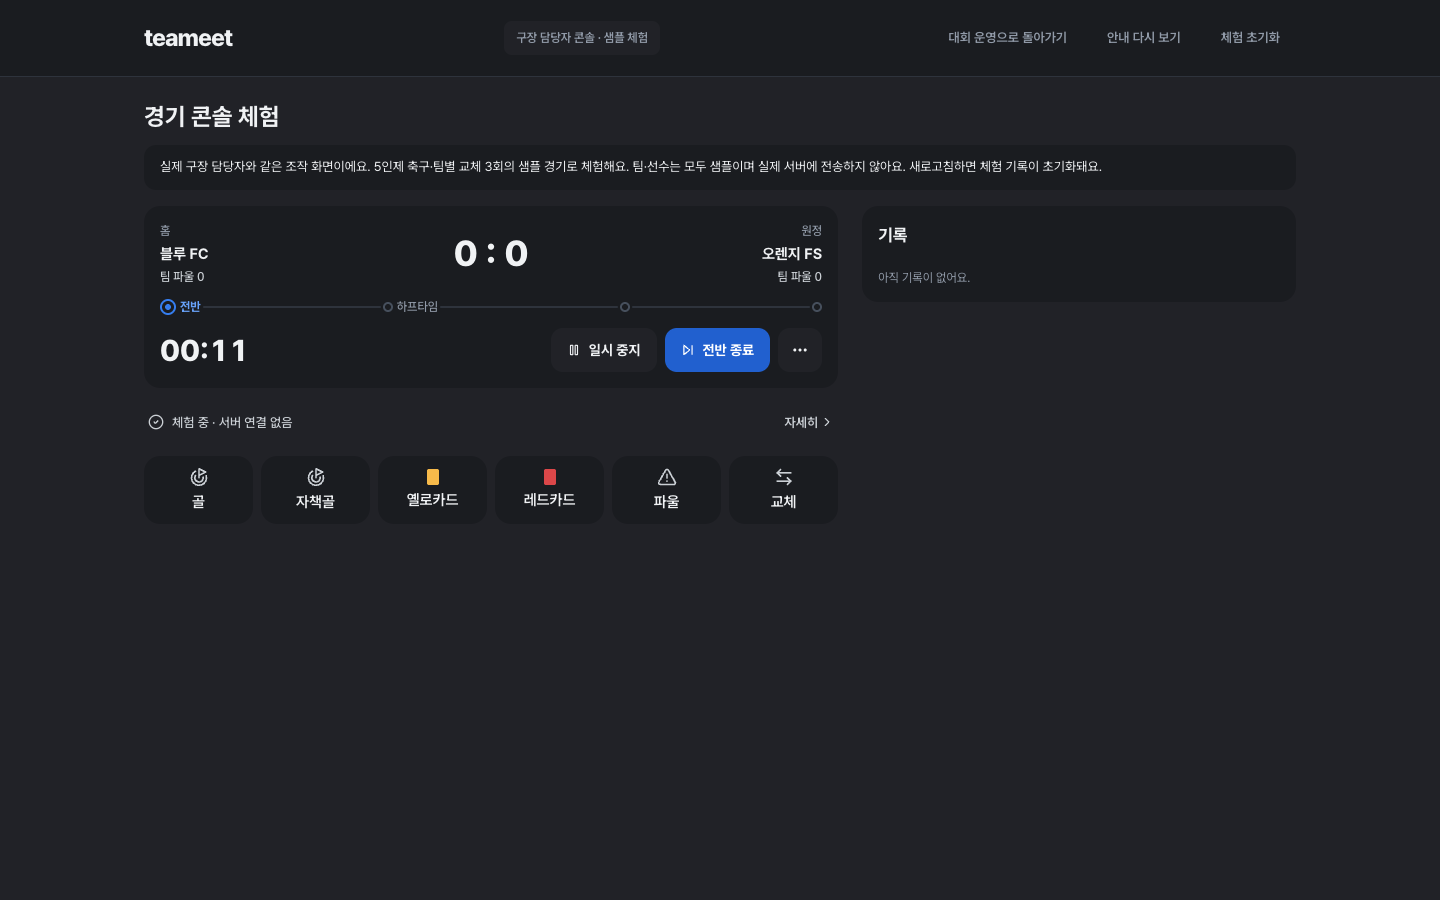 teameet
구장 담당자 콘솔 · 샘플 체험
대회 운영으로 돌아가기
안내 다시 보기
체험 초기화
경기 콘솔 체험
실제 구장 담당자와 같은 조작 화면이에요. 5인제 축구·팀별 교체 3회의 샘플 경기로 체험해요. 팀·선수는 모두 샘플이며 실제 서버에 전송하지 않아요. 새로고침하면 체험 기록이 초기화돼요.
홈
블루 FC
팀 파울 0
0 : 0
원정
오렌지 FS
팀 파울 0
전반
하프타임
00:11
일시 중지
전반 종료
체험 중 · 서버 연결 없음
자세히
골
자책골
옐로카드
레드카드
파울
교체
기록
아직 기록이 없어요.